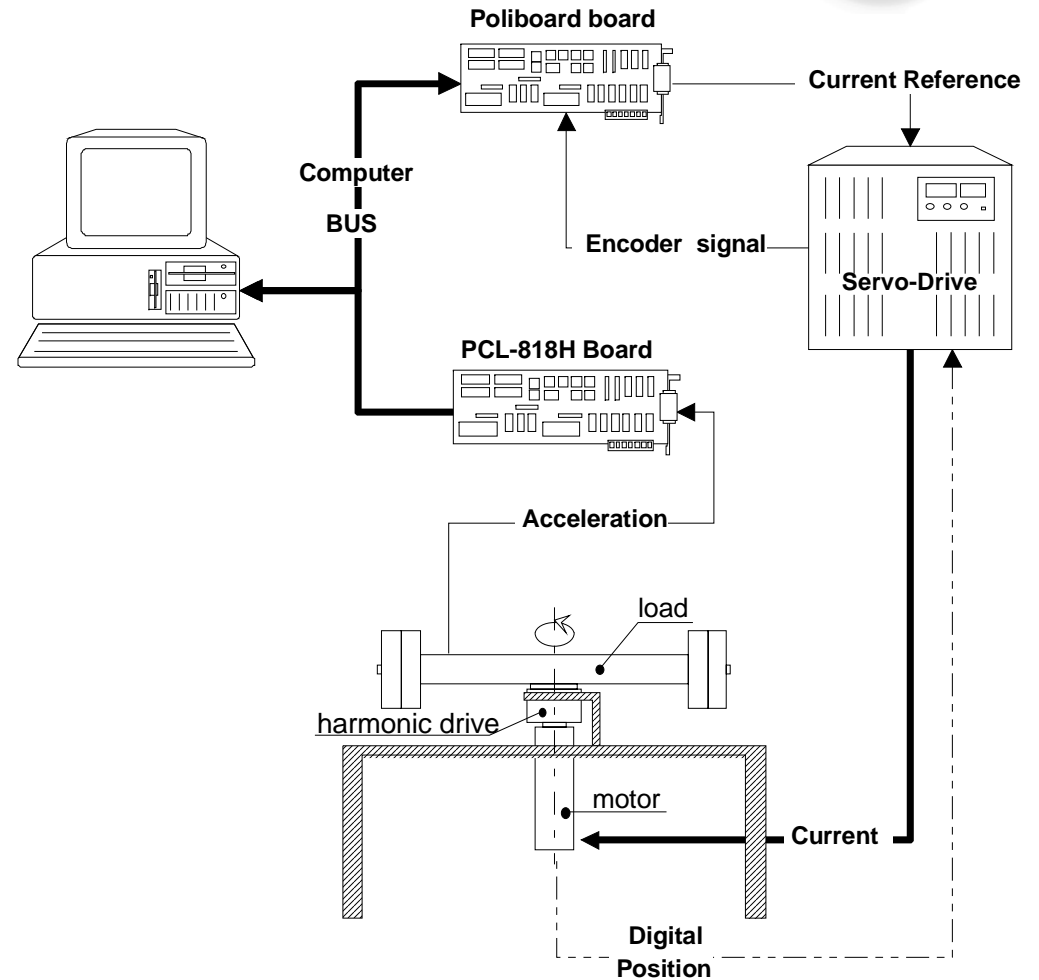 Poliboard board
Current Reference
Computer
BUS
Encoder signal
Servo-Drive
PCL-818H Board
Acceleration
load
harmonic drive
motor
Current
Digital
Position